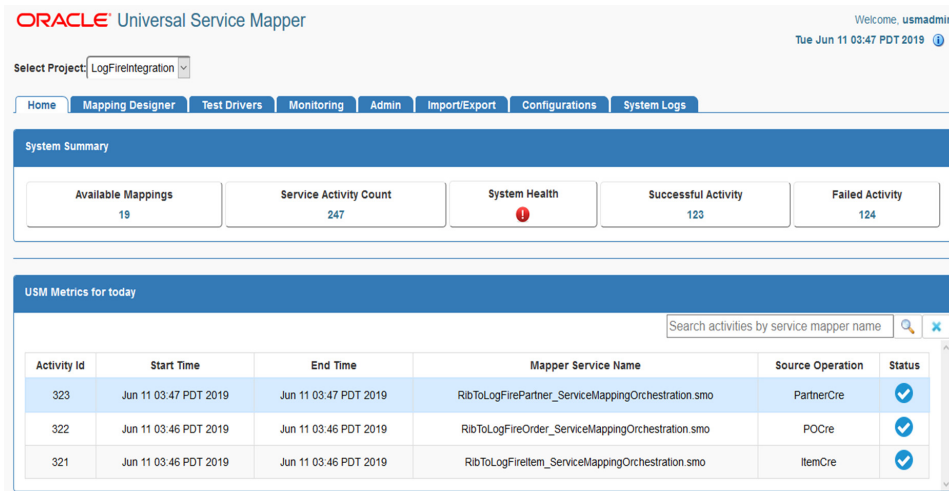 ORACLE® Universal Service Mapper
Welcome, usmadmin
Tue Jun 11 03:47 PDT 2019
Select Project: LogFireIntegration
Home Mapping Designer Test Drivers Monitoring Admin Import/Export Configurations System Logs
System Summary
Available Mappings Service Activity Count System Health Successful Activity Failed Activity
19 247 123 124
USM Metrics for today
Search activities by service mapper name
Activity Id Start Time End Time Mapper Service Name Source Operation Status
323 Jun 11 03:47 PDT 2019 Jun 11 03:47 PDT 2019 RibToLogFirePartner_ServiceMappingOrchestration.smo PartnerCre
322 Jun 11 03:46 PDT 2019 Jun 11 03:46 PDT 2019 RibToLogFireOrder_ServiceMappingOrchestration.smo POCre
321 Jun 11 03:46 PDT 2019 Jun 11 03:46 PDT 2019 RibToLogFireItem_ServiceMappingOrchestration.smo ItemCre